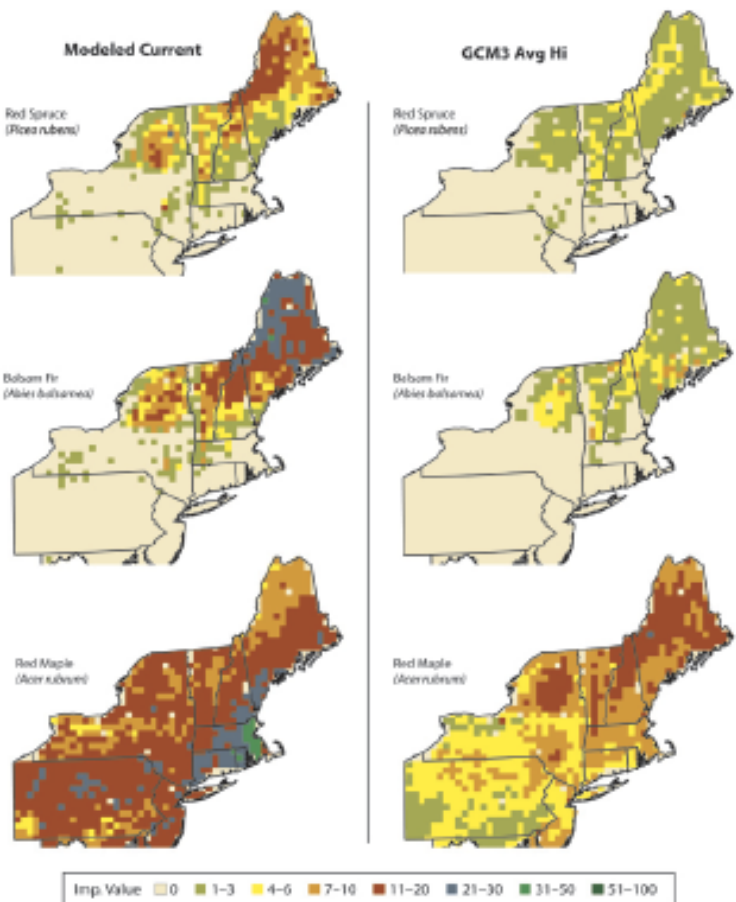 Modeled Current
GCM3 Avg Hi
Red Spruce
(Picea rubens)
Red Spruce
(Picea rubens)
Balsam Fir
(Abies balsamea)
Balsam Fir
(Abies balsamea)
Red Maple
(Acer rubrum)
Red Maple
(Acer rubrum)
Imp. Value 0 1–3 4–6 7–10 11–20 21–30 31–50 51–100